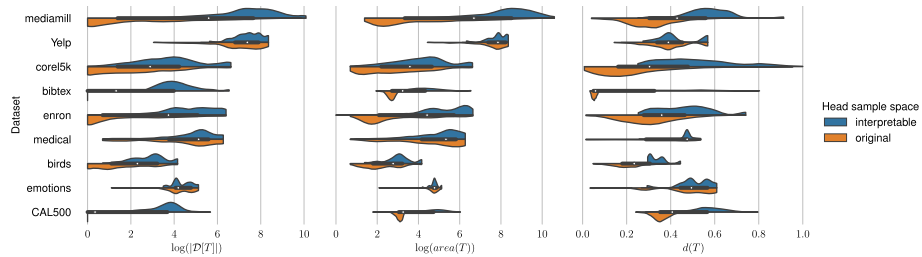 Dataset
mediamill
Yelp
corel5k
bibtex
enron
medical
birds
emotions
CAL500
0 2 4 6 8 10
log(|𝒟[T]|)
2 4 6 8 10
log(area(T))
0.0 0.2 0.4 0.6 0.8 1.0
d(T)
Head sample space
interpretable
original